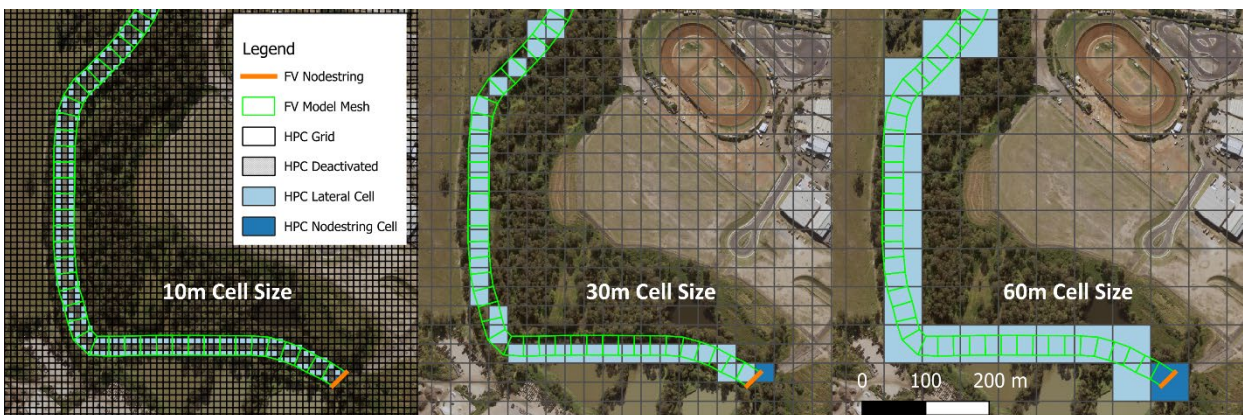 Legend
FV Nodestring
FV Model Mesh
HPC Grid
HPC Deactivated
HPC Lateral Cell
HPC Nodestring Cell
10m Cell Size
30m Cell Size
60m Cell Size
0 100 200 m